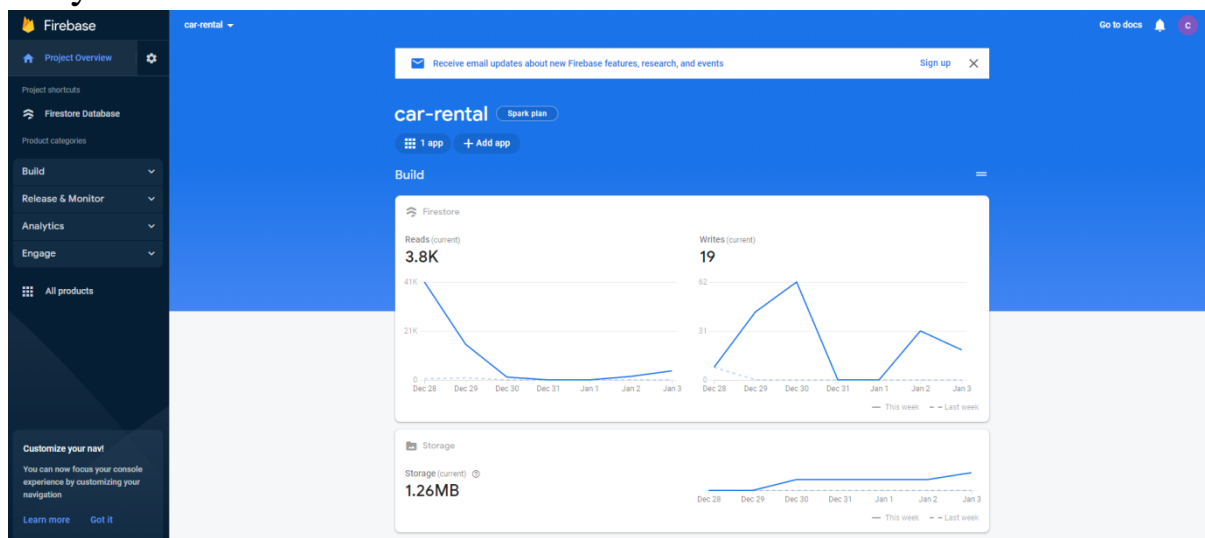 Firebase
car-rental
Go to docs
C
Project Overview
Project shortcuts
Firestore Database
Product categories
Build
Release & Monitor
Analytics
Engage
All products
Customize your nav!
You can now focus your console
experience by customizing your
navigation
Learn more Got it
Receive email updates about new Firebase features, research, and events Sign up
car-rental Spark plan
1 app + Add app
Build
Firestore
Reads (current)
3.8K
41K
21K
0
Dec 28 Dec 29 Dec 30 Dec 31 Jan 1 Jan 2 Jan 3
Writes (current)
19
62
31
0
Dec 28 Dec 29 Dec 30 Dec 31 Jan 1 Jan 2 Jan 3
This week Last week
Storage
Storage (current)
1.26MB
Dec 28 Dec 29 Dec 30 Dec 31 Jan 1 Jan 2 Jan 3
This week Last week